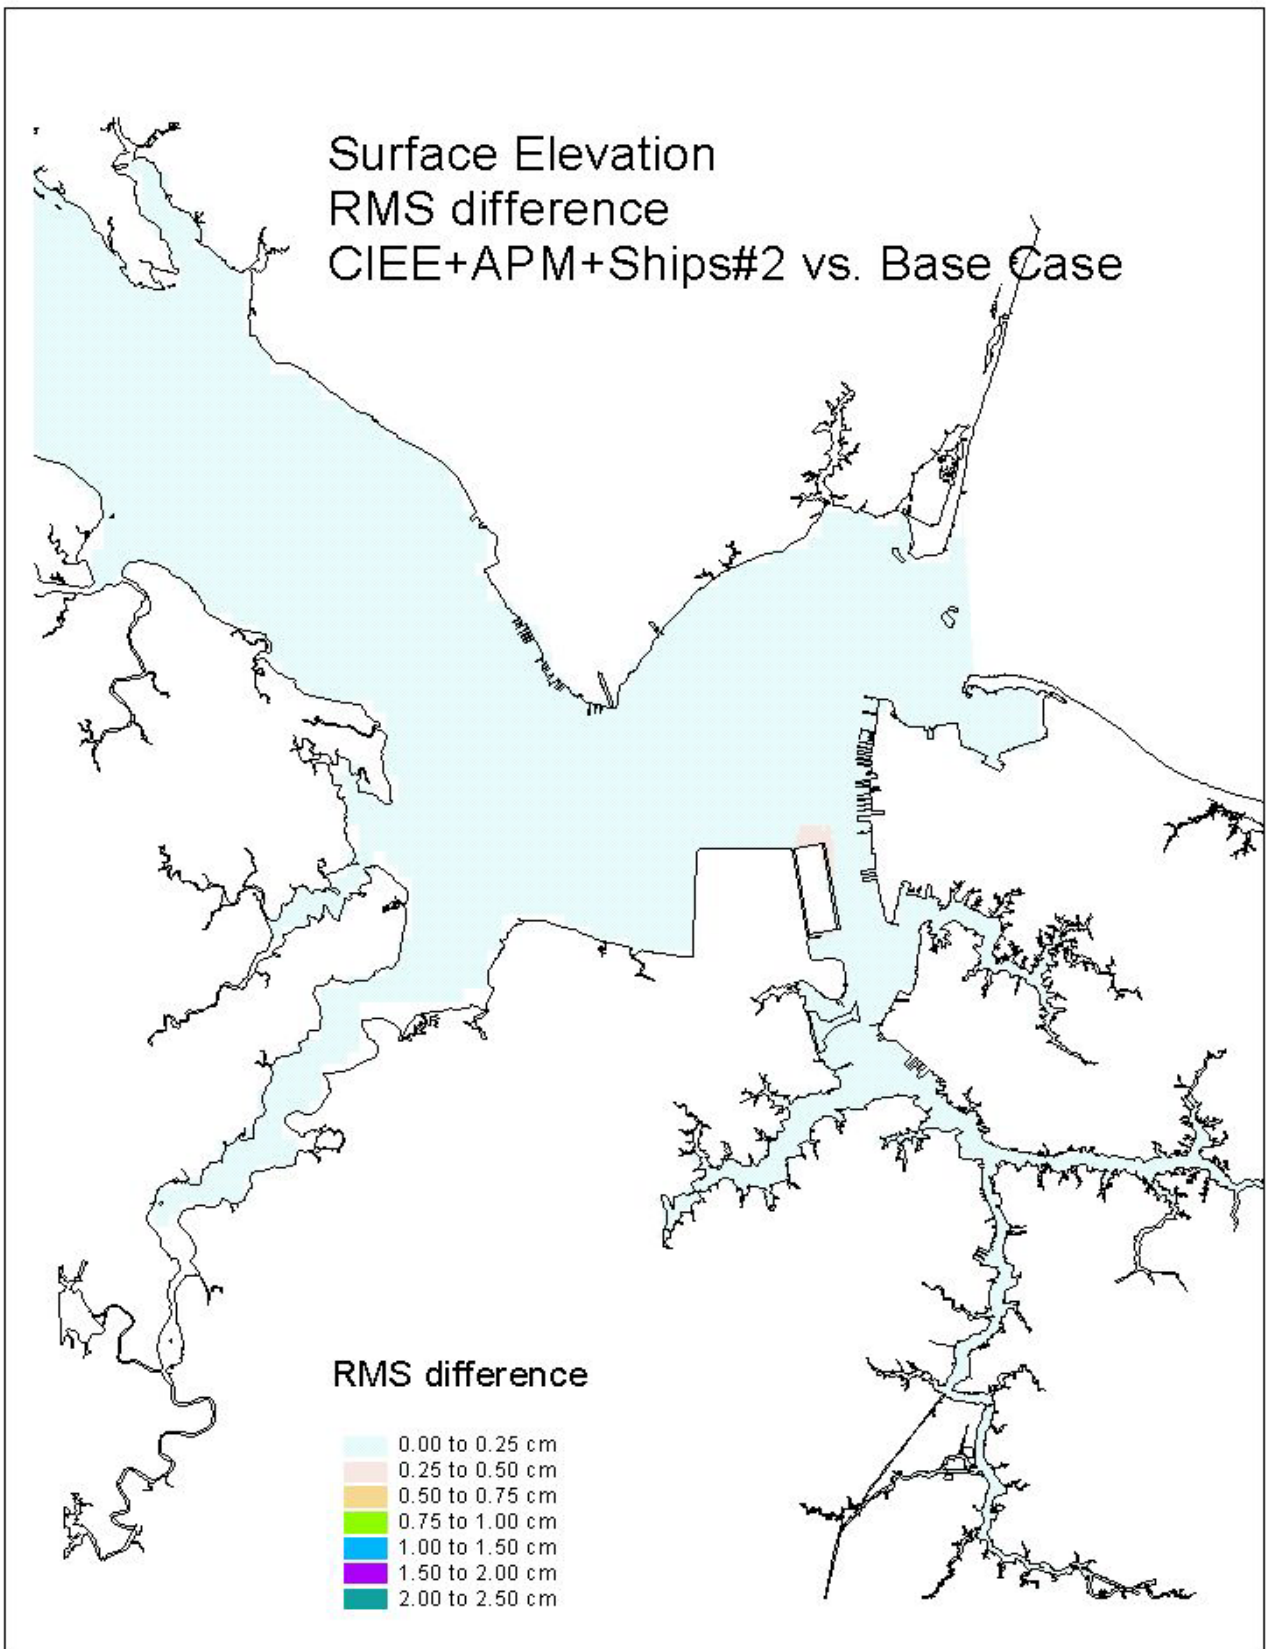 Surface Elevation
RMS difference
CIEE+APM+Ships#2 vs. Base Case
RMS difference
0.00 to 0.25 cm
0.25 to 0.50 cm
0.50 to 0.75 cm
0.75 to 1.00 cm
1.00 to 1.50 cm
1.50 to 2.00 cm
2.00 to 2.50 cm